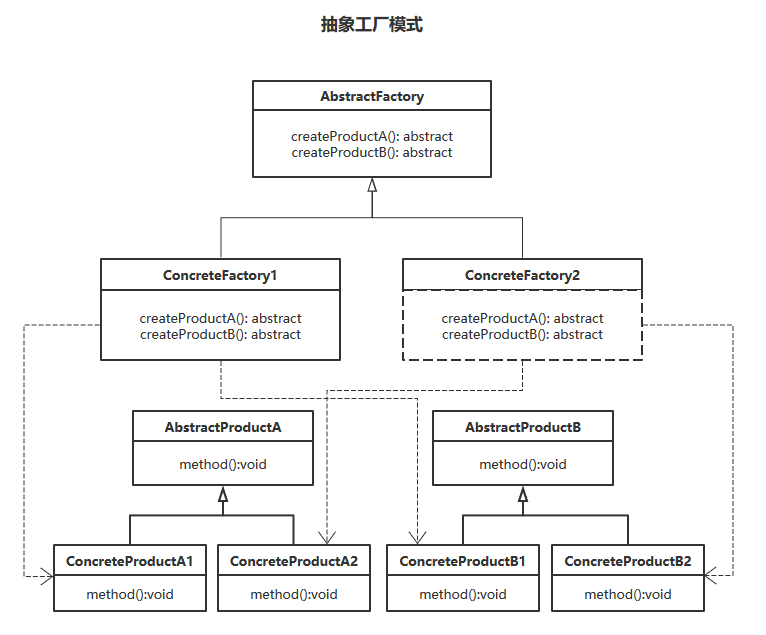 抽象工厂模式
AbstractFactory
createProductA(): abstract
createProductB(): abstract
ConcreteFactory1
createProductA(): abstract
createProductB(): abstract
ConcreteFactory2
createProductA(): abstract
createProductB(): abstract
AbstractProductA
method():void
AbstractProductB
method():void
ConcreteProductA1
method():void
ConcreteProductA2
method():void
ConcreteProductB1
method():void
ConcreteProductB2
method():void